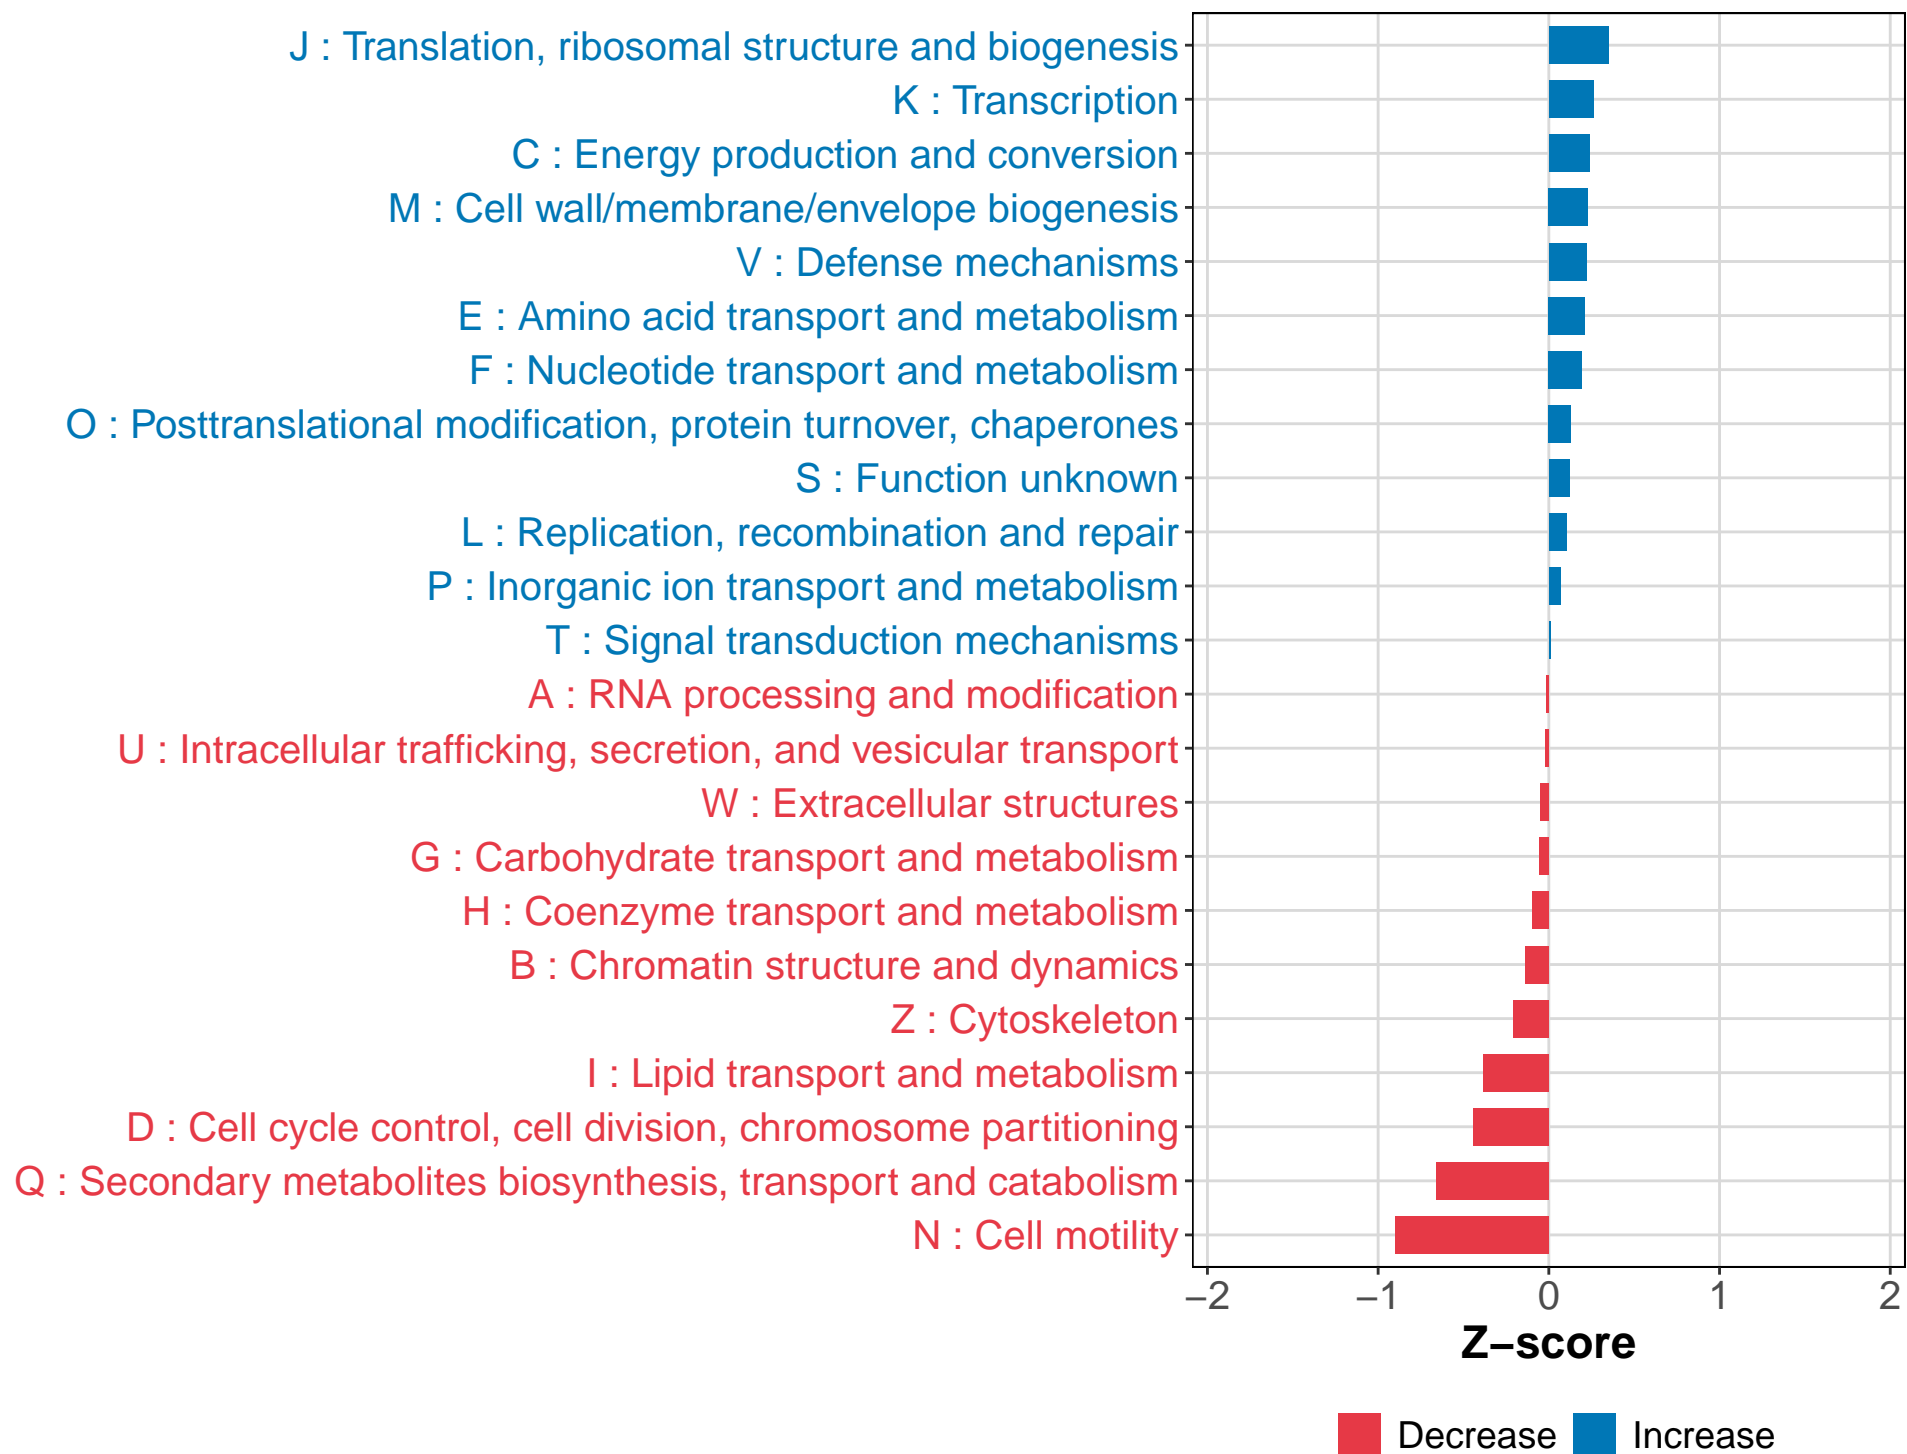 J : Translation, ribosomal structure and biogenesis
K : Transcription
C : Energy production and conversion
M : Cell wall/membrane/envelope biogenesis
V : Defense mechanisms
E : Amino acid transport and metabolism
F : Nucleotide transport and metabolism
O : Posttranslational modification, protein turnover, chaperones
S : Function unknown
L : Replication, recombination and repair
P : Inorganic ion transport and metabolism
T : Signal transduction mechanisms
A : RNA processing and modification
U : Intracellular trafficking, secretion, and vesicular transport
W : Extracellular structures
G : Carbohydrate transport and metabolism
H : Coenzyme transport and metabolism
B : Chromatin structure and dynamics
Z : Cytoskeleton
I : Lipid transport and metabolism
D : Cell cycle control, cell division, chromosome partitioning
Q : Secondary metabolites biosynthesis, transport and catabolism
N : Cell motility
−2 −1 0 1 2
Z−score
Decrease Increase